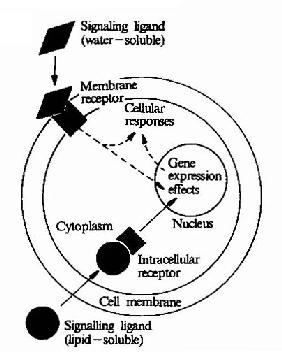 Signaling ligand
(water-soluble)
Membrane
receptor
Cellular
responses
Gene
expression
effects
Nucleus
Cytoplasm
Intracellular
receptor
Cell membrane
Signalling ligand
(lipid-soluble)